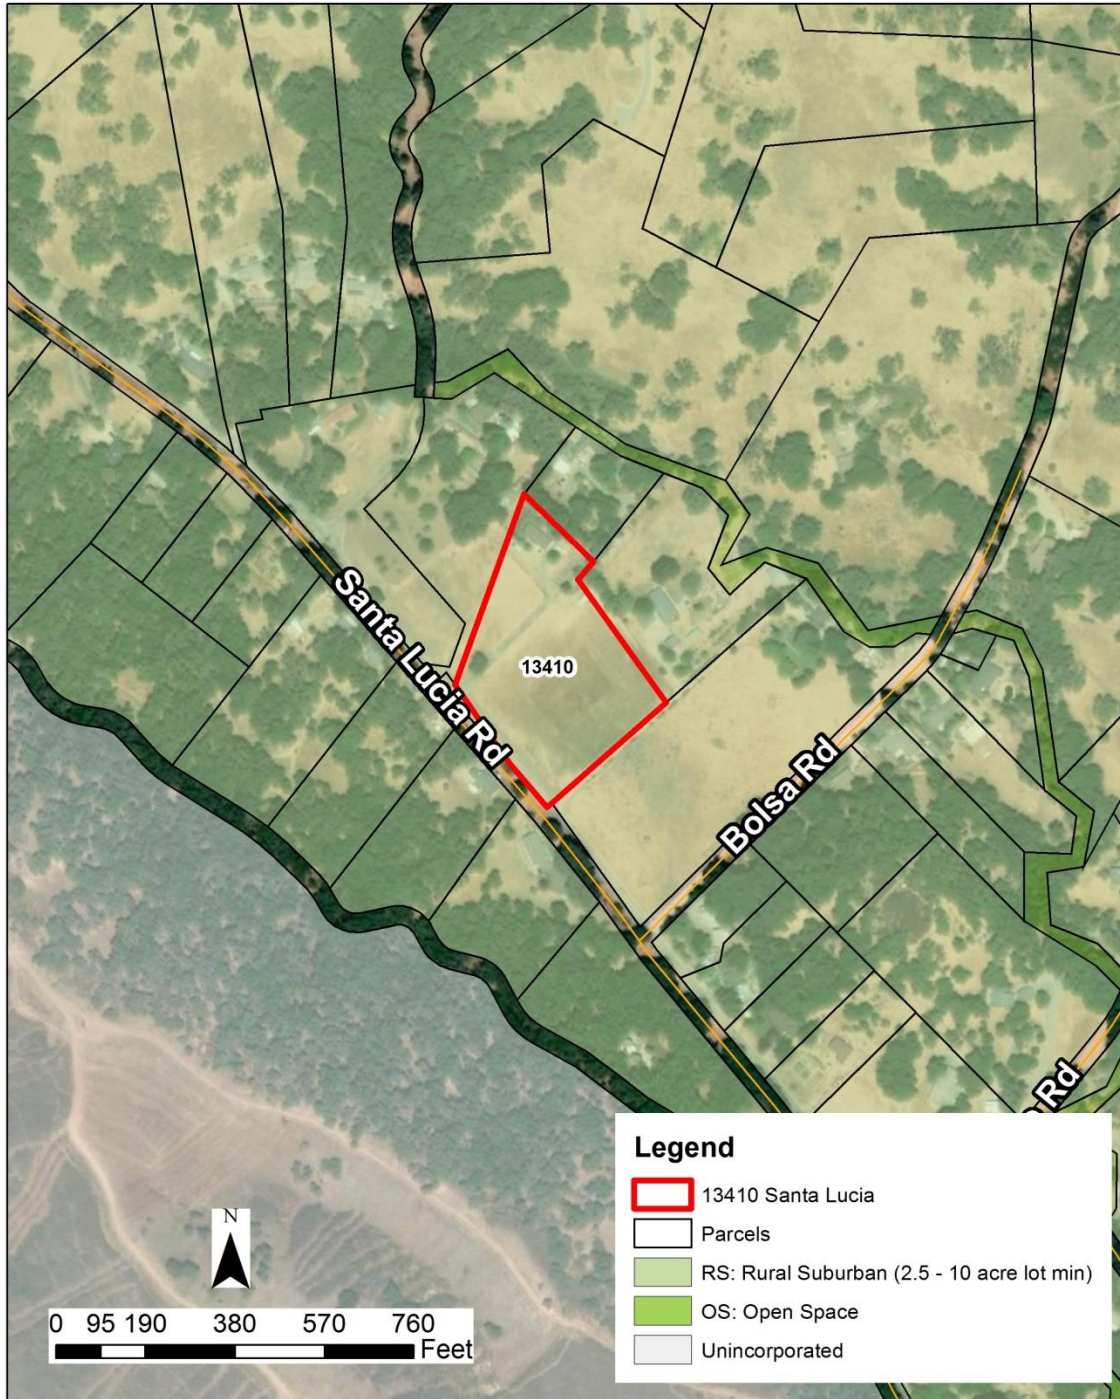 Santa Lucia Rd
13410
Bolsa Rd
Rd
N
0 95 190 380 570 760
Feet
Legend
13410 Santa Lucia
Parcels
RS: Rural Suburban (2.5 - 10 acre lot min)
OS: Open Space
Unincorporated